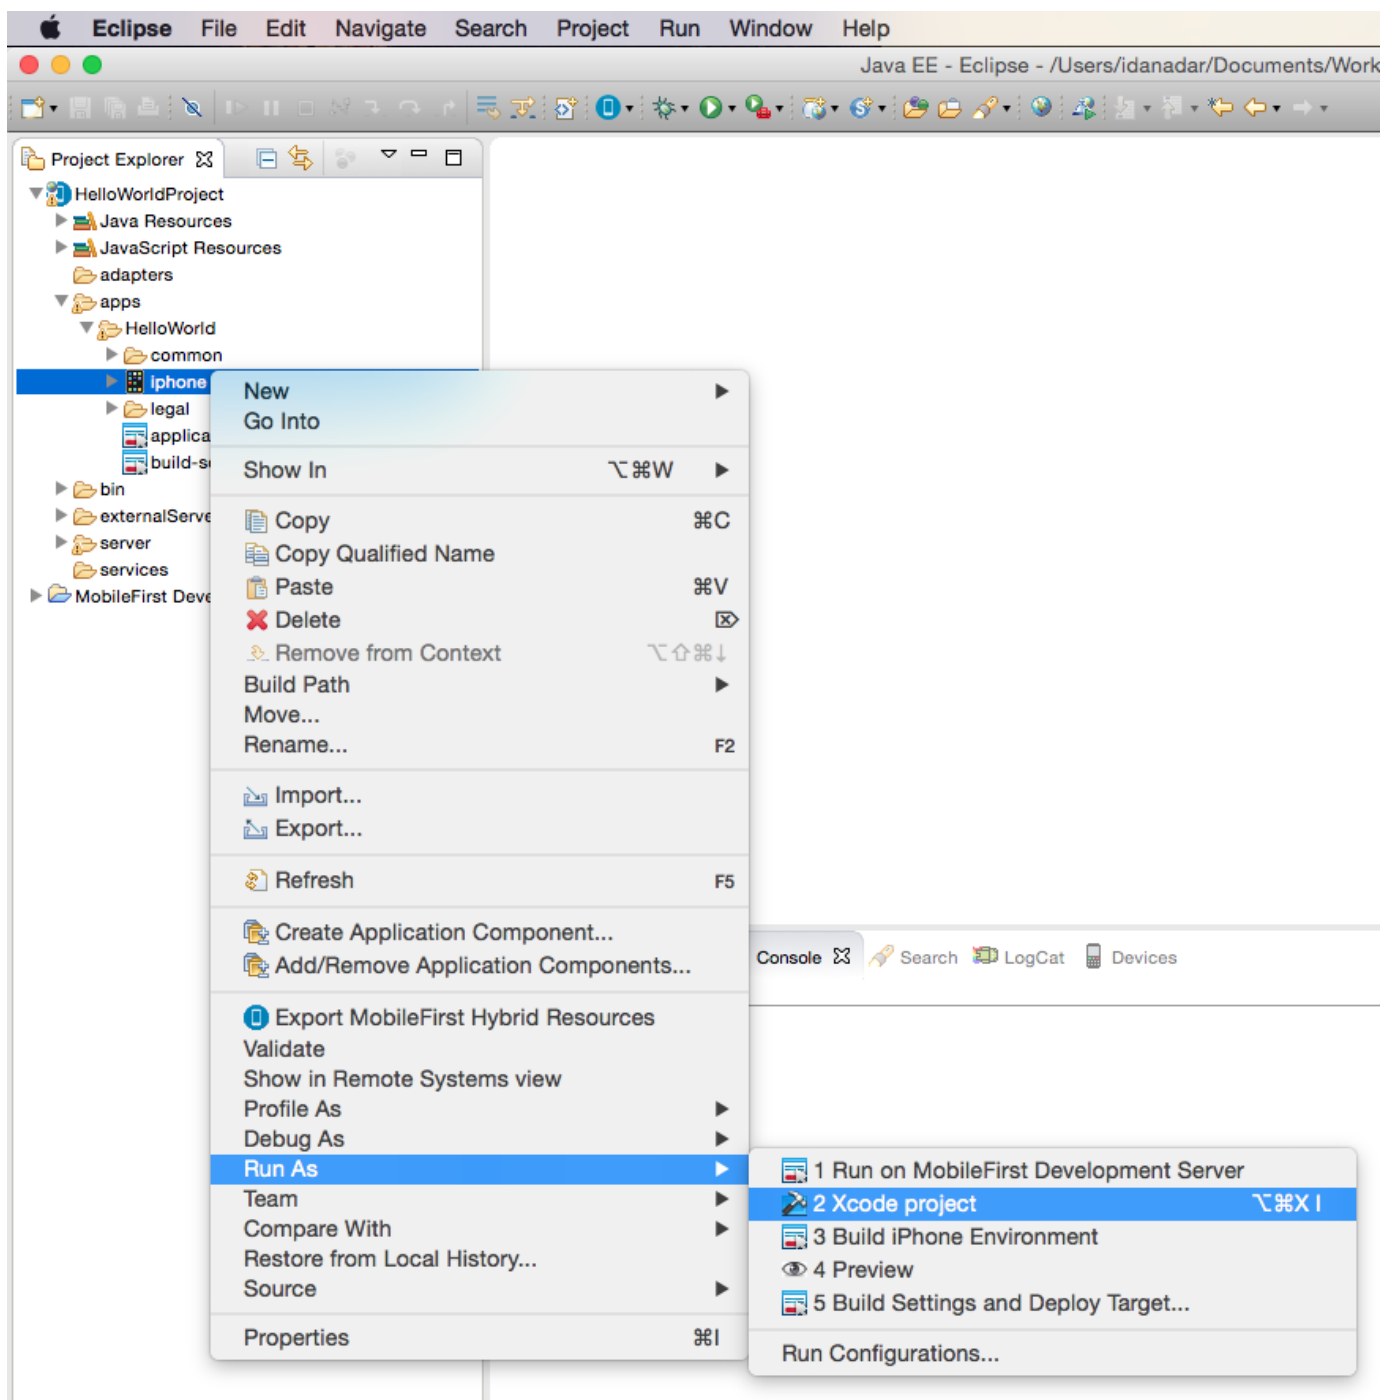 Eclipse File Edit Navigate Search Project Run Window Help
Java EE - Eclipse - /Users/idanadar/Documents/Work
Project Explorer
HelloWorldProject
Java Resources
JavaScript Resources
adapters
apps
HelloWorld
common
iphone
legal
applica
build-s
bin
externalServe
server
services
MobileFirst Deve
New
Go Into
Show In ⌥⌘W
Copy ⌘C
Copy Qualified Name
Paste ⌘V
Delete ⌦
Remove from Context ⌥⇧⌘↓
Build Path
Move...
Rename... F2
Import...
Export...
Refresh F5
Create Application Component...
Add/Remove Application Components...
Export MobileFirst Hybrid Resources
Validate
Show in Remote Systems view
Profile As
Debug As
Run As
Team
Compare With
Restore from Local History...
Source
Properties ⌘I
Console Search LogCat Devices
1 Run on MobileFirst Development Server
2 Xcode project ⌥⌘X I
3 Build iPhone Environment
4 Preview
5 Build Settings and Deploy Target...
Run Configurations...